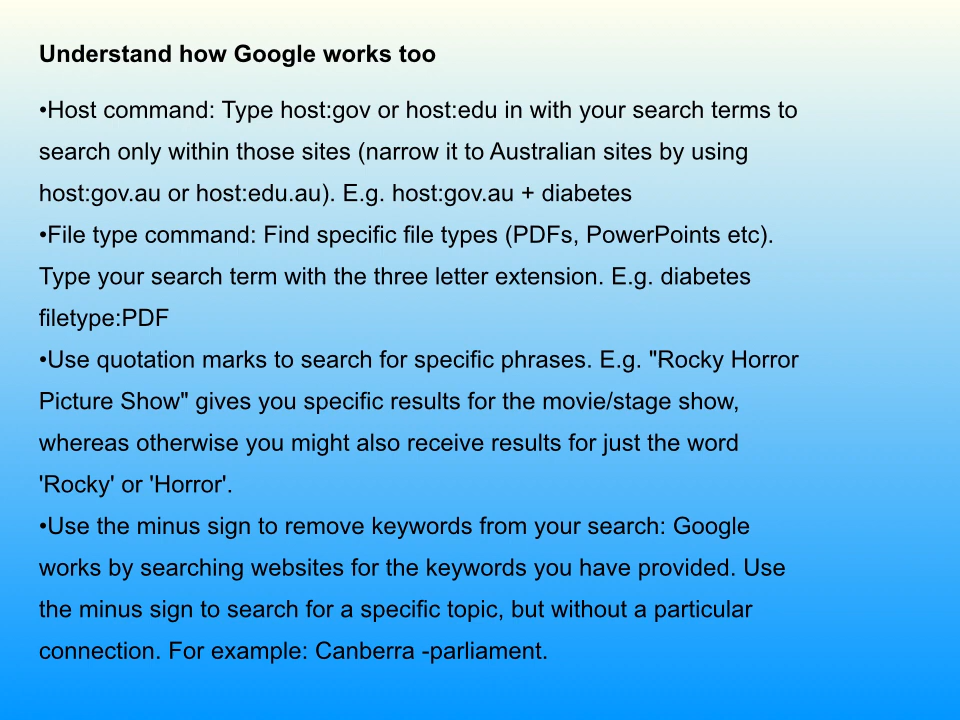 Understand how Google works too
•Host command: Type host:gov or host:edu in with your search terms to
search only within those sites (narrow it to Australian sites by using
host:gov.au or host:edu.au). E.g. host:gov.au + diabetes
•File type command: Find specific file types (PDFs, PowerPoints etc).
Type your search term with the three letter extension. E.g. diabetes
filetype:PDF
•Use quotation marks to search for specific phrases. E.g. "Rocky Horror
Picture Show" gives you specific results for the movie/stage show,
whereas otherwise you might also receive results for just the word
'Rocky' or 'Horror'.
•Use the minus sign to remove keywords from your search: Google
works by searching websites for the keywords you have provided. Use
the minus sign to search for a specific topic, but without a particular
connection. For example: Canberra -parliament.